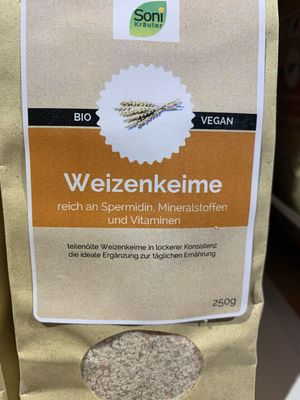 Soni
Kräuter
BIO
VEGAN
Weizenkeime
reich an Spermidin, Mineralstoffen
und Vitaminen
teilenölte Weizenkeime in lockerer Konsistenz
die ideale Ergänzung zur täglichen Ernährung
250g